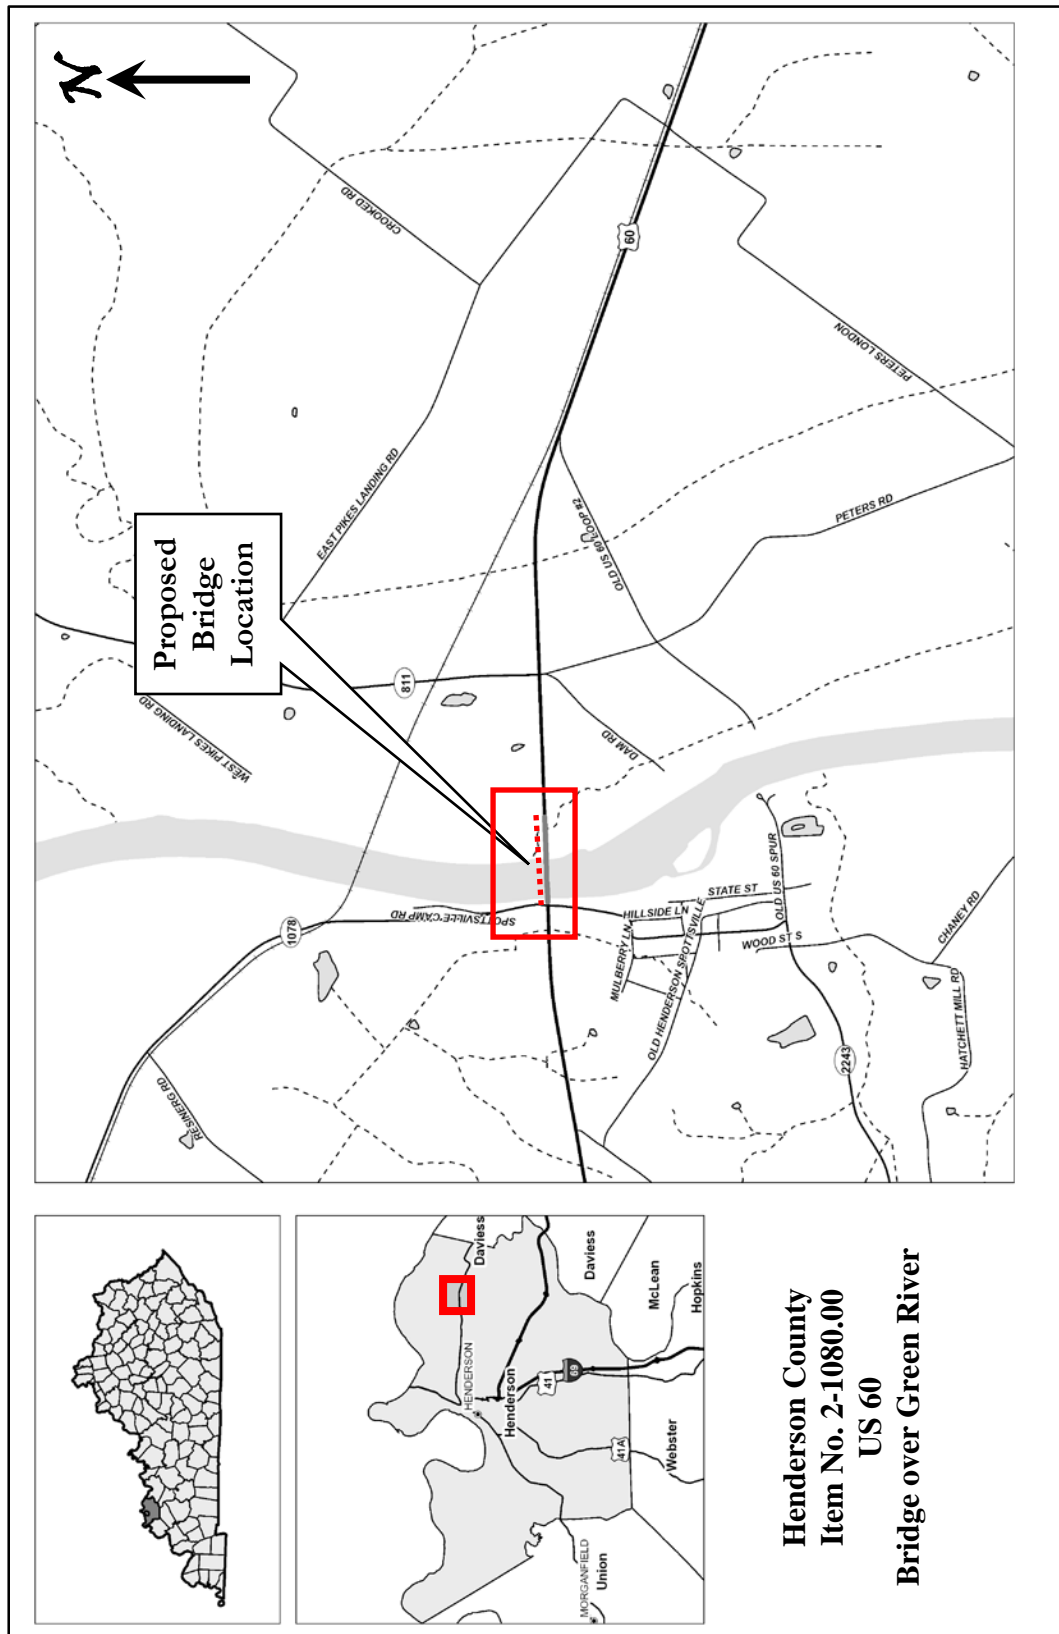 N
Proposed
Bridge
Location
CROOKED RD
EAST PIKES LANDING RD
WEST PIKES LANDING RD
60
PETERS LONDON
PETERS RD
OLD US 60 LOOP #2
811
DAM RD
SPOTTSVILLE-CAMP RD
1078
RESINERG RD
HILLSIDE LN
STATE ST
MULBERRY LN
OLD HENDERSON SPOTTSVILLE
OLD US 60 SPUR
WOOD ST S
CHANEY RD
HATCHETT MILL RD
2243
Daviess
HENDERSON
Henderson
41
69
Daviess
McLean
Hopkins
41A
Webster
MORGANFIELD
Union
Henderson County
Item No. 2-1080.00
US 60
Bridge over Green River